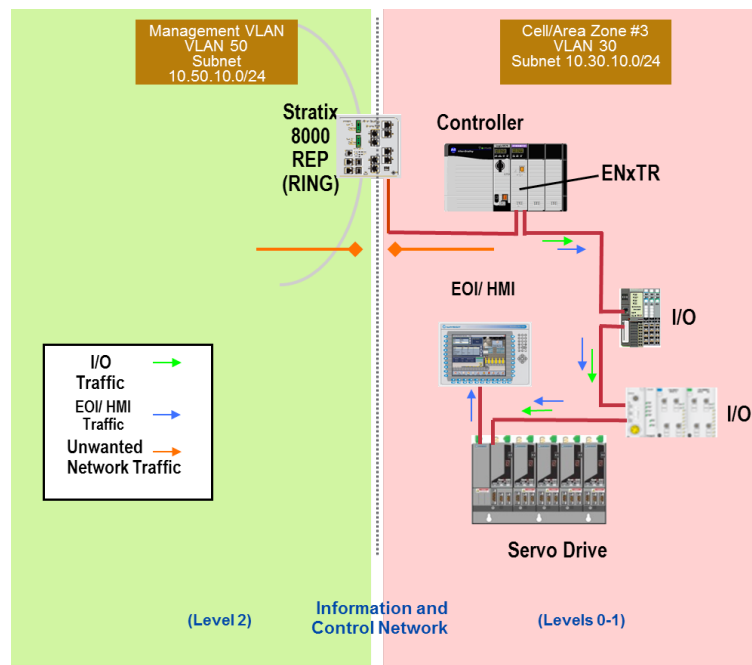 Management VLAN
VLAN 50
Subnet
10.50.10.0/24
Cell/Area Zone #3
VLAN 30
Subnet 10.30.10.0/24
Stratix
8000
REP
(RING)
Controller
ENxTR
EOI/ HMI
I/O
I/O
Servo Drive
I/O
Traffic
EOI/ HMI
Traffic
Unwanted
Network Traffic
(Level 2)
Information and
Control Network
(Levels 0-1)